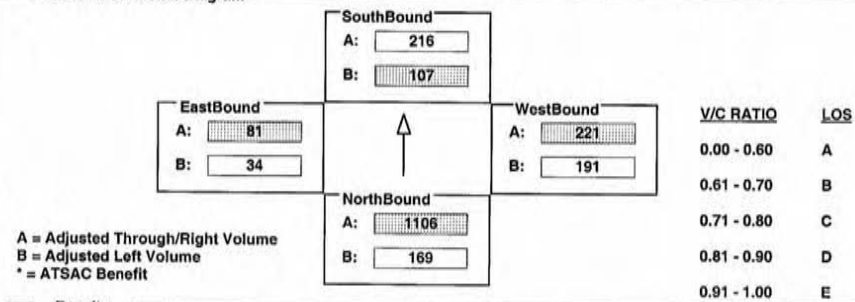 SouthBound
A: 216
B: 107
EastBound
A: 81
B: 34
WestBound
A: 221
B: 191
NorthBound
A: 1106
B: 169
A = Adjusted Through/Right Volume
B = Adjusted Left Volume
* = ATSAC Benefit
V/C RATIO LOS
0.00 - 0.60 A
0.61 - 0.70 B
0.71 - 0.80 C
0.81 - 0.90 D
0.91 - 1.00 E